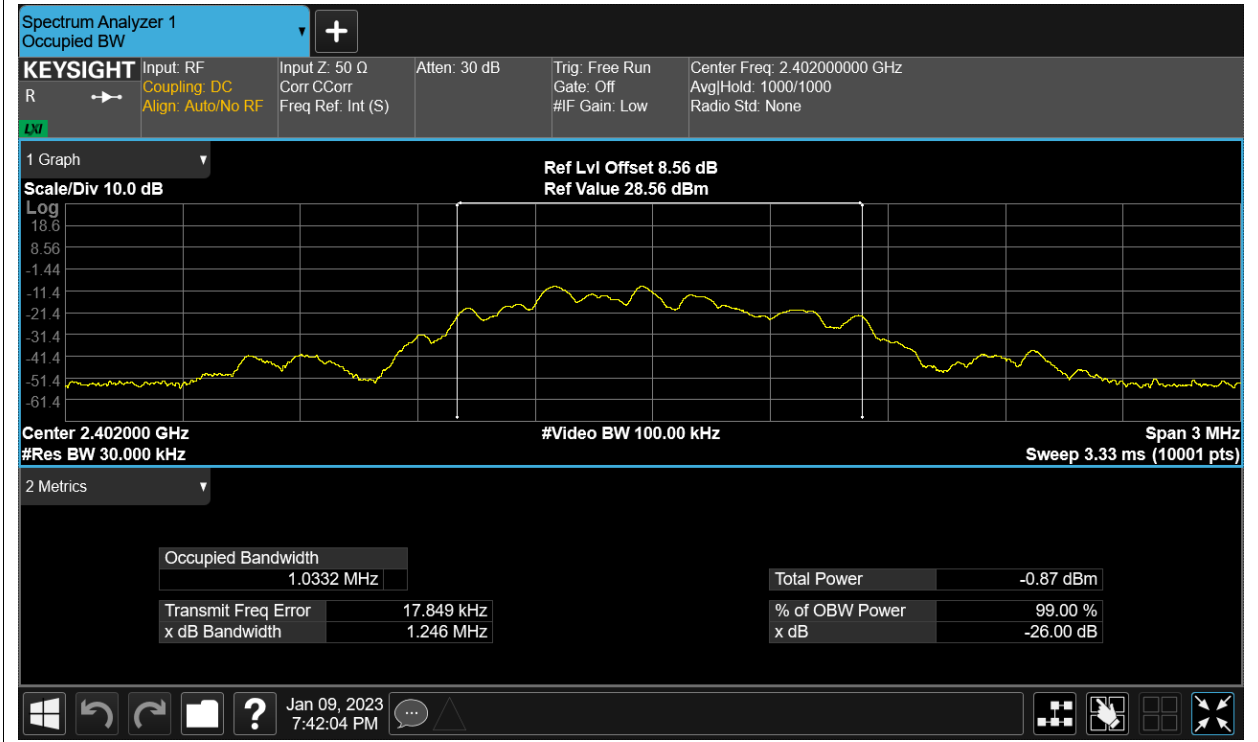 Spectrum Analyzer 1
Occupied BW
KEYSIGHT
R
LXI
Input: RF
Coupling: DC
Align: Auto/No RF
Input Z: 50 Ω
Corr CCorr
Freq Ref: Int (S)
Atten: 30 dB
Trig: Free Run
Gate: Off
#IF Gain: Low
Center Freq: 2.402000000 GHz
Avg|Hold: 1000/1000
Radio Std: None
1 Graph
Scale/Div 10.0 dB
Ref Lvl Offset 8.56 dB
Ref Value 28.56 dBm
Log
18.6
8.56
-1.44
-11.4
-21.4
-31.4
-41.4
-51.4
-61.4
Center 2.402000 GHz
#Video BW 100.00 kHz
Span 3 MHz
#Res BW 30.000 kHz
Sweep 3.33 ms (10001 pts)
2 Metrics
Occupied Bandwidth
1.0332 MHz
Transmit Freq Error 17.849 kHz
x dB Bandwidth 1.246 MHz
Total Power -0.87 dBm
% of OBW Power 99.00 %
x dB -26.00 dB
?
Jan 09, 2023
7:42:04 PM